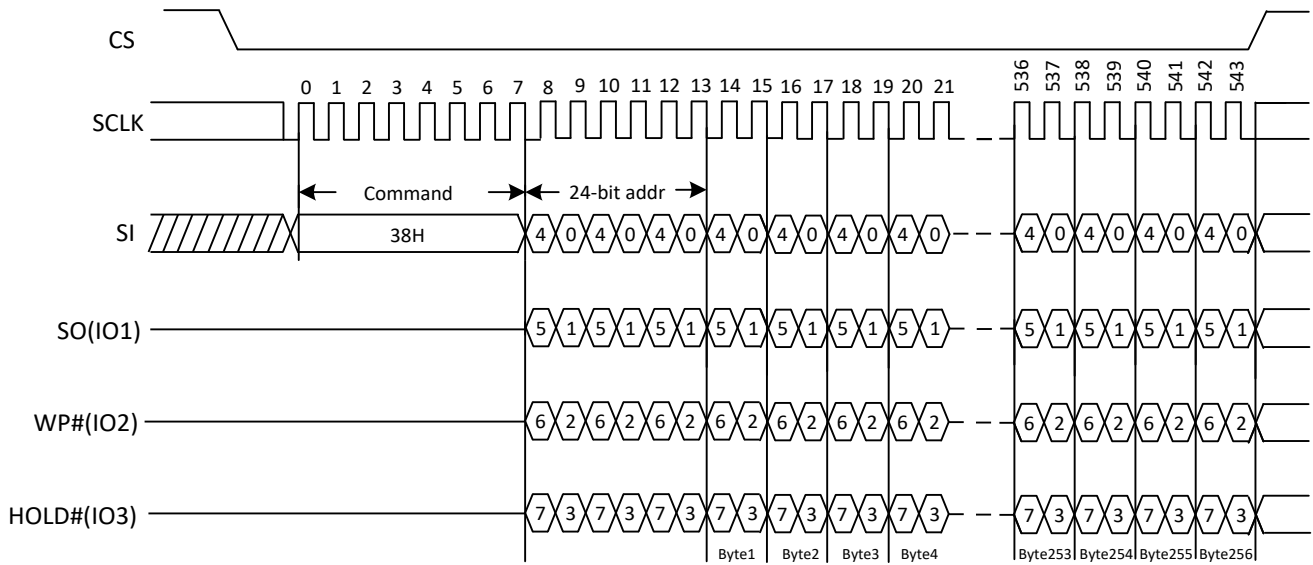 CS
0 1 2 3 4 5 6 7 8 9 10 11 12 13 14 15 16 17 18 19 20 21 536 537 538 539 540 541 542 543
SCLK
Command 24-bit addr
SI 38H 4 0 4 0 4 0 4 0 4 0 4 0 4 0 4 0 4 0 4 0 4 0
SO(IO1) 5 1 5 1 5 1 5 1 5 1 5 1 5 1 5 1 5 1 5 1 5 1
WP#(IO2) 6 2 6 2 6 2 6 2 6 2 6 2 6 2 6 2 6 2 6 2 6 2
HOLD#(IO3) 7 3 7 3 7 3 7 3 7 3 7 3 7 3 7 3 7 3 7 3 7 3
Byte1 Byte2 Byte3 Byte4 Byte253 Byte254 Byte255 Byte256